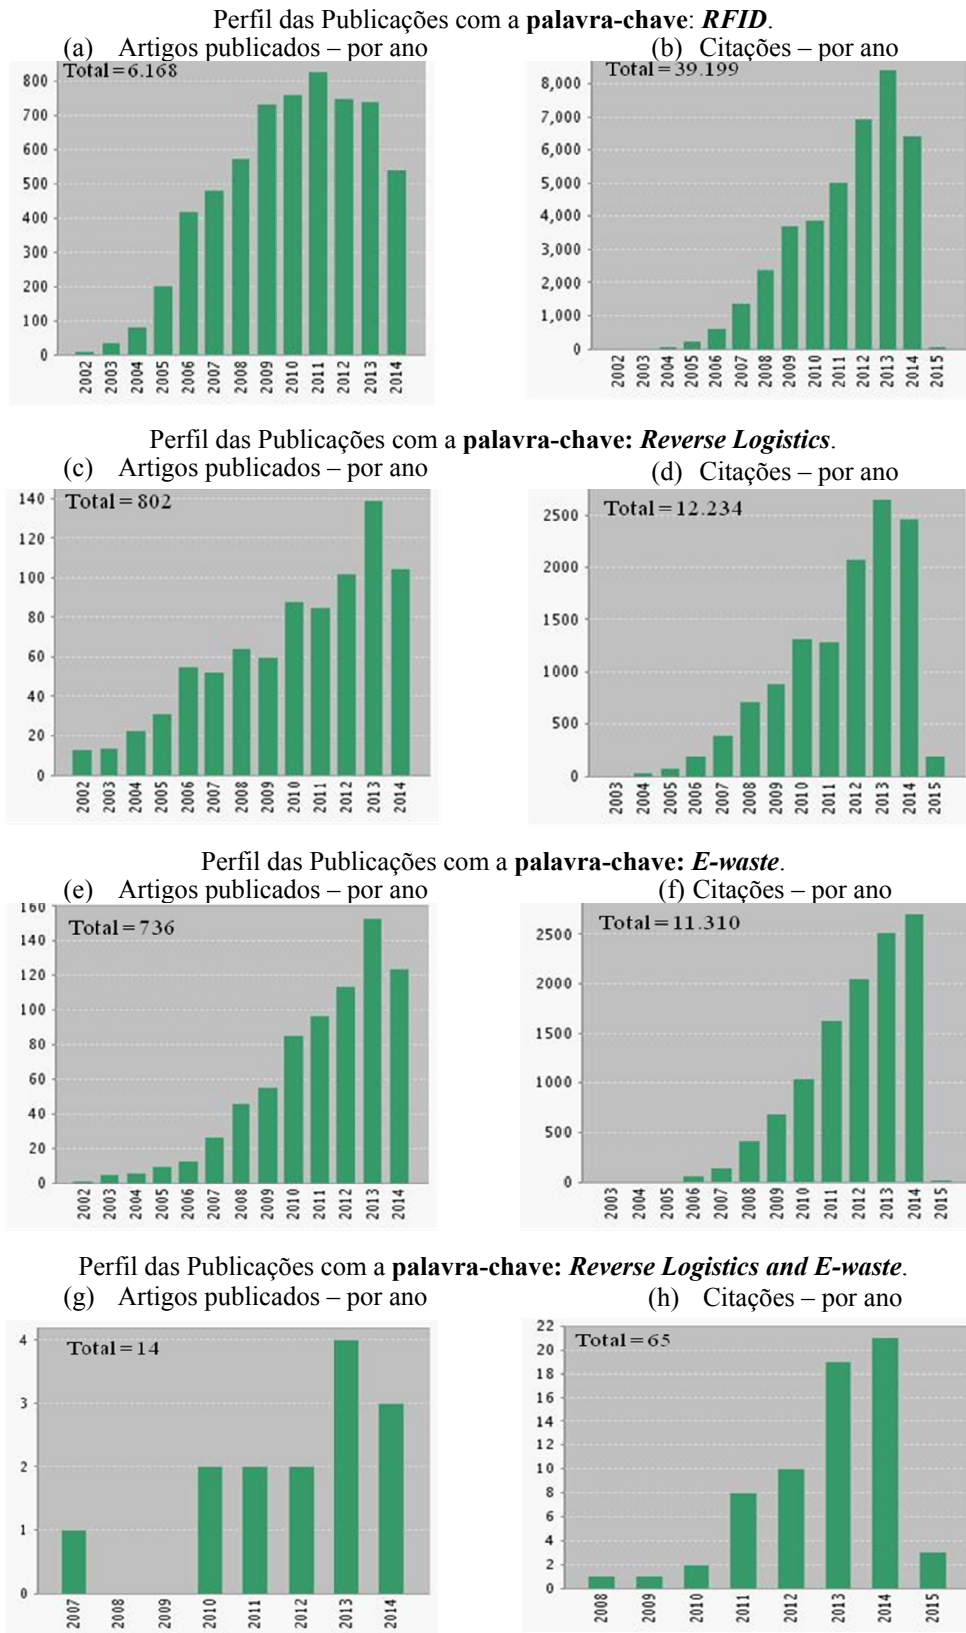 Perfil das Publicações com a palavra-chave: RFID.
(a) Artigos publicados – por ano
(b) Citações – por ano
Total = 6.168
800
700
600
500
400
300
200
100
0
2002 2003 2004 2005 2006 2007 2008 2009 2010 2011 2012 2013 2014
Total = 39.199
8,000
7,000
6,000
5,000
4,000
3,000
2,000
1,000
0
2002 2003 2004 2005 2006 2007 2008 2009 2010 2011 2012 2013 2014 2015
Perfil das Publicações com a palavra-chave: Reverse Logistics.
(c) Artigos publicados – por ano
(d) Citações – por ano
Total = 802
140
120
100
80
60
40
20
0
2002 2003 2004 2005 2006 2007 2008 2009 2010 2011 2012 2013 2014
Total = 12.234
2500
2000
1500
1000
500
0
2003 2004 2005 2006 2007 2008 2009 2010 2011 2012 2013 2014 2015
Perfil das Publicações com a palavra-chave: E-waste.
(e) Artigos publicados – por ano
(f) Citações – por ano
Total = 736
160
140
120
100
80
60
40
20
0
2002 2003 2004 2005 2006 2007 2008 2009 2010 2011 2012 2013 2014
Total = 11.310
2500
2000
1500
1000
500
0
2003 2004 2005 2006 2007 2008 2009 2010 2011 2012 2013 2014 2015
Perfil das Publicações com a palavra-chave: Reverse Logistics and E-waste.
(g) Artigos publicados – por ano
(h) Citações – por ano
Total = 14
4
3
2
1
0
2007 2008 2009 2010 2011 2012 2013 2014
Total = 65
22
20
18
16
14
12
10
8
6
4
2
0
2008 2009 2010 2011 2012 2013 2014 2015